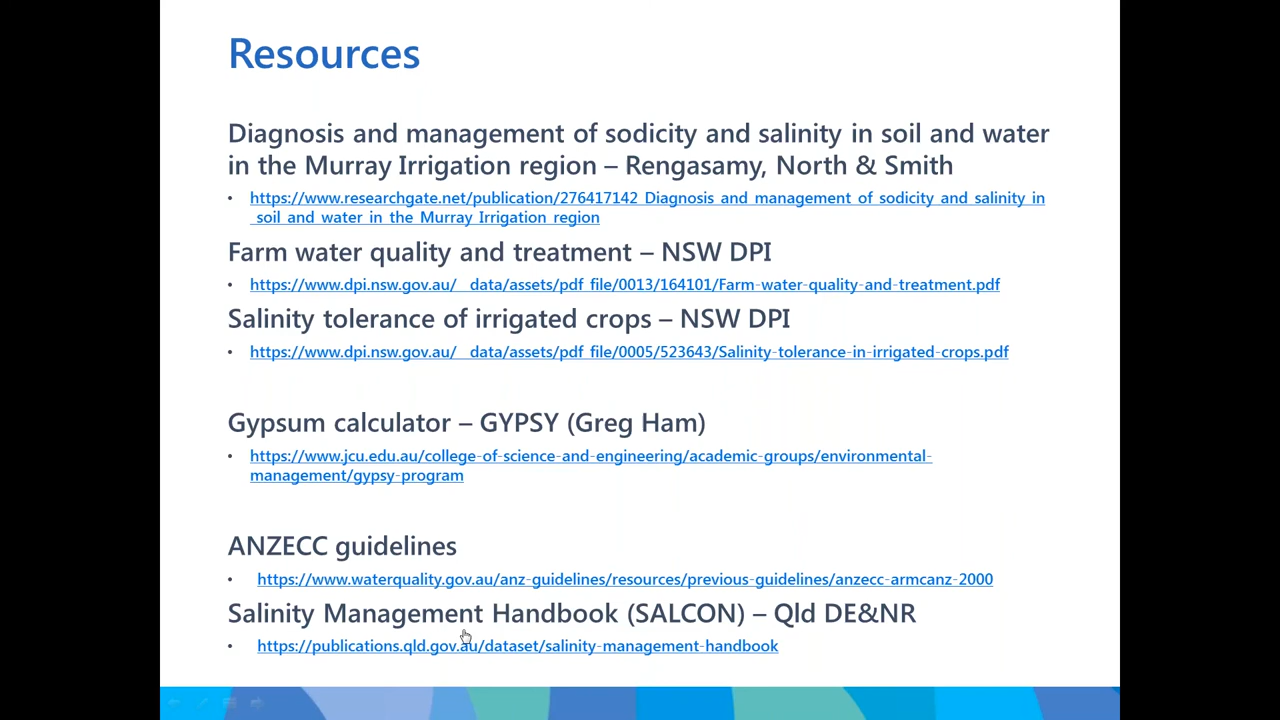 Resources
Diagnosis and management of sodicity and salinity in soil and water
in the Murray Irrigation region – Rengasamy, North & Smith
• https://www.researchgate.net/publication/276417142_Diagnosis_and_management_of_sodicity_and_salinity_in
_soil_and_water_in_the_Murray_Irrigation_region
Farm water quality and treatment – NSW DPI
• https://www.dpi.nsw.gov.au/__data/assets/pdf_file/0013/164101/Farm-water-quality-and-treatment.pdf
Salinity tolerance of irrigated crops – NSW DPI
• https://www.dpi.nsw.gov.au/__data/assets/pdf_file/0005/523643/Salinity-tolerance-in-irrigated-crops.pdf
Gypsum calculator – GYPSY (Greg Ham)
• https://www.jcu.edu.au/college-of-science-and-engineering/academic-groups/environmental-
management/gypsy-program
ANZECC guidelines
• https://www.waterquality.gov.au/anz-guidelines/resources/previous-guidelines/anzecc-armcanz-2000
Salinity Management Handbook (SALCON) – Qld DE&NR
• https://publications.qld.gov.au/dataset/salinity-management-handbook